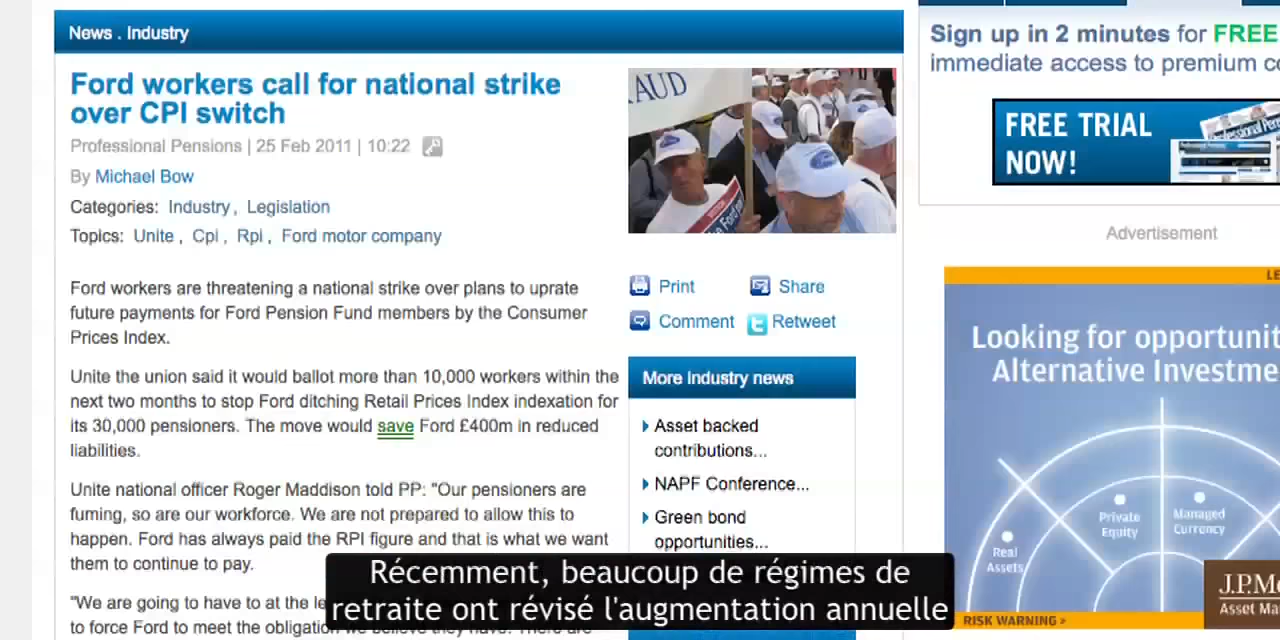 News . Industry
Ford workers call for national strike
over CPI switch
Professional Pensions | 25 Feb 2011 | 10:22
By Michael Bow
Categories: Industry, Legislation
Topics: Unite, Cpi, Rpi, Ford motor company
Ford workers are threatening a national strike over plans to uprate
future payments for Ford Pension Fund members by the Consumer
Prices Index.
Unite the union said it would ballot more than 10,000 workers within the
next two months to stop Ford ditching Retail Prices Index indexation for
its 30,000 pensioners. The move would save Ford £400m in reduced
liabilities.
Unite national officer Roger Maddison told PP: "Our pensioners are
fuming, so are our workforce. We are not prepared to allow this to
happen. Ford has always paid the RPI figure and that is what we want
them to continue to pay.
"We are going to have to at the
to force Ford to meet the
AUD
Print
Share
Comment
Retweet
More Industry news
Asset backed
contributions...
NAPF Conference...
Green bond
opportunities...
Sign up in 2 minutes for FREE
immediate access to premium
FREE TRIAL
NOW!
Advertisement
Looking for
Alternative
Private
Equity
Managed
Currency
Real
Assets
RISK WARNING >
J.P.M
Asset
Récemment, beaucoup de régimes de
retraite ont révisé l'augmentation annuelle